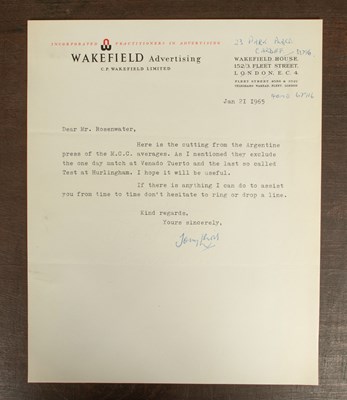 INCORPORATED PRACTITIONERS IN ADVERTISING
WAKEFIELD Advertising
C.P. WAKEFIELD LIMITED
WAKEFIELD HOUSE
152/3 FLEET STREET
LONDON, E.C.4
Jan 21 1965
Dear Mr. Rosenwater,
Here is the cutting from the Argentine
press of the M.C.C. averages. As I mentioned they exclude
the one day match at Venado Tuerto and the last so called
Test at Hurlingham. I hope it will be useful.
If there is anything I can do to assist
you from time to time don't hesitate to ring or drop a line.
Kind regards,
Yours sincerely,